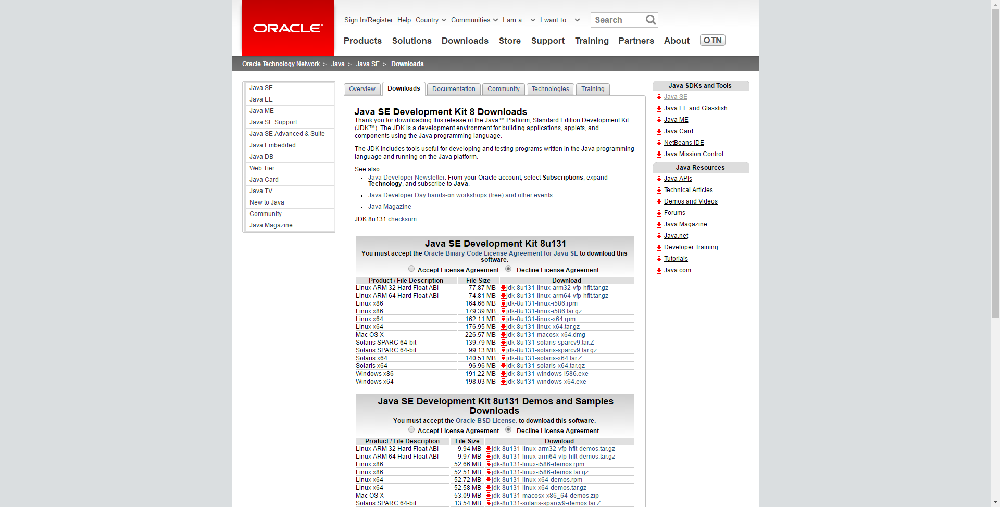 ORACLE
Sign In/Register Help Country Communities I am a... I want to... Search
Products Solutions Downloads Store Support Training Partners About OTN
Oracle Technology Network > Java > Java SE > Downloads
Java SE
Java EE
Java ME
Java SE Support
Java SE Advanced & Suite
Java Embedded
Java DB
Web Tier
Java Card
Java TV
New to Java
Community
Java Magazine
Overview Downloads Documentation Community Technologies Training
Java SE Development Kit 8 Downloads
Thank you for downloading this release of the Java™ Platform, Standard Edition Development Kit
(JDK™). The JDK is a development environment for building applications, applets, and
components using the Java programming language.
The JDK includes tools useful for developing and testing programs written in the Java programming
language and running on the Java platform.
See also:
Java Developer Newsletter: From your Oracle account, select Subscriptions, expand
Technology, and subscribe to Java.
Java Developer Day hands-on workshops (free) and other events
Java Magazine
JDK 8u131 checksum
Java SE Development Kit 8u131
You must accept the Oracle Binary Code License Agreement for Java SE to download this
software.
Accept License Agreement Decline License Agreement
Product / File Description File Size Download
Linux ARM 32 Hard Float ABI 77.87 MB jdk-8u131-linux-arm32-vfp-hflt.tar.gz
Linux ARM 64 Hard Float ABI 74.81 MB jdk-8u131-linux-arm64-vfp-hflt.tar.gz
Linux x86 164.66 MB jdk-8u131-linux-i586.rpm
Linux x86 179.39 MB jdk-8u131-linux-i586.tar.gz
Linux x64 162.11 MB jdk-8u131-linux-x64.rpm
Linux x64 176.95 MB jdk-8u131-linux-x64.tar.gz
Mac OS X 226.57 MB jdk-8u131-macosx-x64.dmg
Solaris SPARC 64-bit 139.79 MB jdk-8u131-solaris-sparcv9.tar.Z
Solaris SPARC 64-bit 99.13 MB jdk-8u131-solaris-sparcv9.tar.gz
Solaris x64 140.51 MB jdk-8u131-solaris-x64.tar.Z
Solaris x64 96.96 MB jdk-8u131-solaris-x64.tar.gz
Windows x86 191.22 MB jdk-8u131-windows-i586.exe
Windows x64 198.03 MB jdk-8u131-windows-x64.exe
Java SE Development Kit 8u131 Demos and Samples
Downloads
You must accept the Oracle BSD License. to download this software.
Accept License Agreement Decline License Agreement
Product / File Description File Size Download
Linux ARM 32 Hard Float ABI 9.94 MB jdk-8u131-linux-arm32-vfp-hflt-demos.tar.gz
Linux ARM 64 Hard Float ABI 9.97 MB jdk-8u131-linux-arm64-vfp-hflt-demos.tar.gz
Linux x86 52.66 MB jdk-8u131-linux-i586-demos.rpm
Linux x86 52.51 MB jdk-8u131-linux-i586-demos.tar.gz
Linux x64 52.72 MB jdk-8u131-linux-x64-demos.rpm
Linux x64 52.58 MB jdk-8u131-linux-x64-demos.tar.gz
Mac OS X 53.09 MB jdk-8u131-macosx-x86_64-demos.zip
Solaris SPARC 64-bit 13.54 MB jdk-8u131-solaris-sparcv9-demos.tar.Z
Java SDKs and Tools
Java SE
Java EE and Glassfish
Java ME
Java Card
NetBeans IDE
Java Mission Control
Java Resources
Java APIs
Technical Articles
Demos and Videos
Forums
Java Magazine
Java.net
Developer Training
Tutorials
Java.com